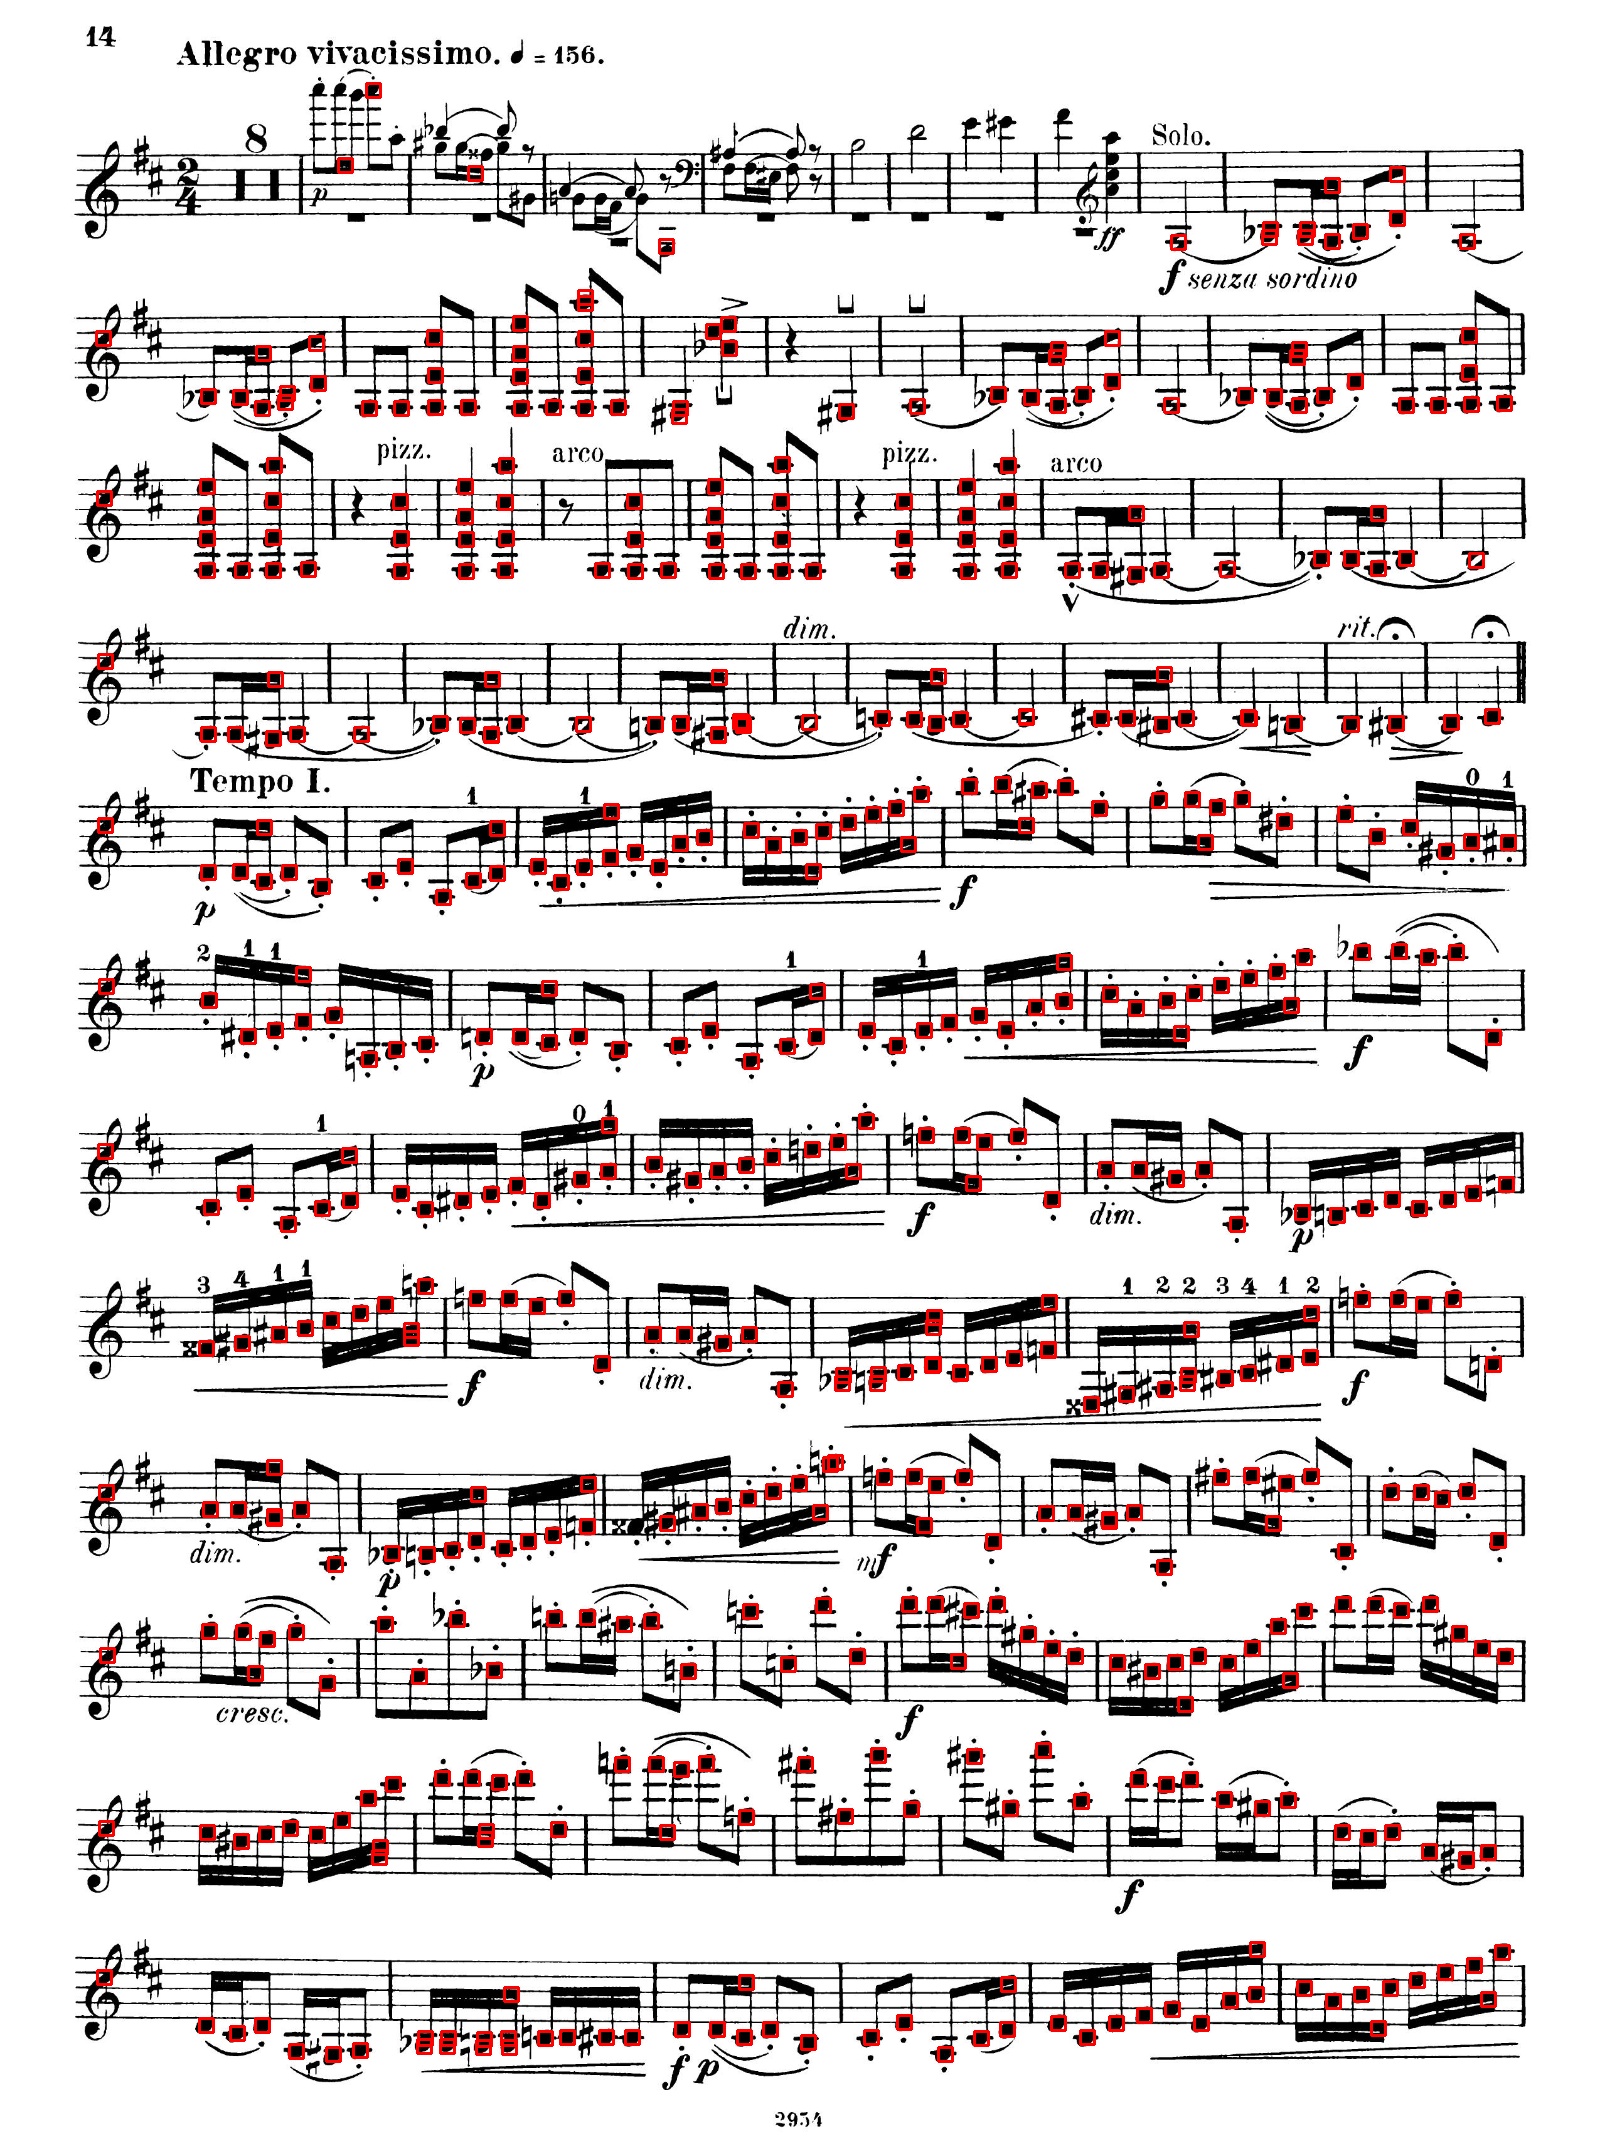 14
Allegro vivacissimo. ♩ = 156.
8
2
4
p
ff
Solo.
f senza sordino
pizz. arco pizz. arco
dim. rit.
Tempo I.
1 1 0 1
p f
2 1 1 1 1
p f
1 0 1
f dim. p
3 4 1 1 1 2 2 3 4 1 2
f dim. f
dim. p mf
cresc. f
f
f p
2934